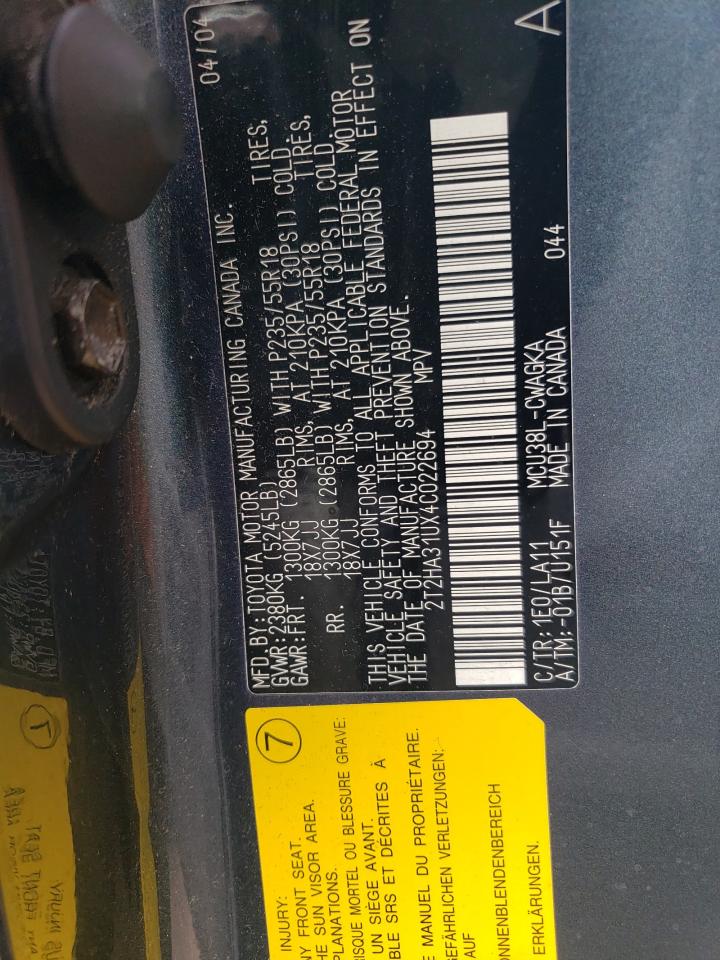 MFD.BY:TOYOTA MOTOR MANUFACTURING CANADA INC. 04/04
GVWR:2380KG (5245LB)
GAWR:FRT. 1300KG (2865LB) WITH P235/55R18 TIRES,
18X7JJ RIMS, AT 210KPA (30PSI) COLD.
RR. 1300KG (2865LB) WITH P235/55R18 TIRES,
18X7JJ RIMS, AT 210KPA (30PSI) COLD.
THIS VEHICLE CONFORMS TO ALL APPLICABLE FEDERAL MOTOR
VEHICLE SAFETY AND THEFT PREVENTION STANDARDS IN EFFECT ON
THE DATE OF MANUFACTURE SHOWN ABOVE.
2T2HA31UX4C022694 MPV
C/TR:1E0/LA11 MCU38L-CWAGKA 044
A/TM:-01B/U151F MADE IN CANADA A
7
INJURY:
NY FRONT SEAT.
HE SUN VISOR AREA.
PLANATIONS.
RISQUE MORTEL OU BLESSURE GRAVE:
UN SIÈGE AVANT.
BLE SRS ET DÉCRITES À
E MANUEL DU PROPRIÉTAIRE.
GEFÄHRLICHEN VERLETZUNGEN:
AUF
ONNENBLENDENBEREICH
ERKLÄRUNGEN.